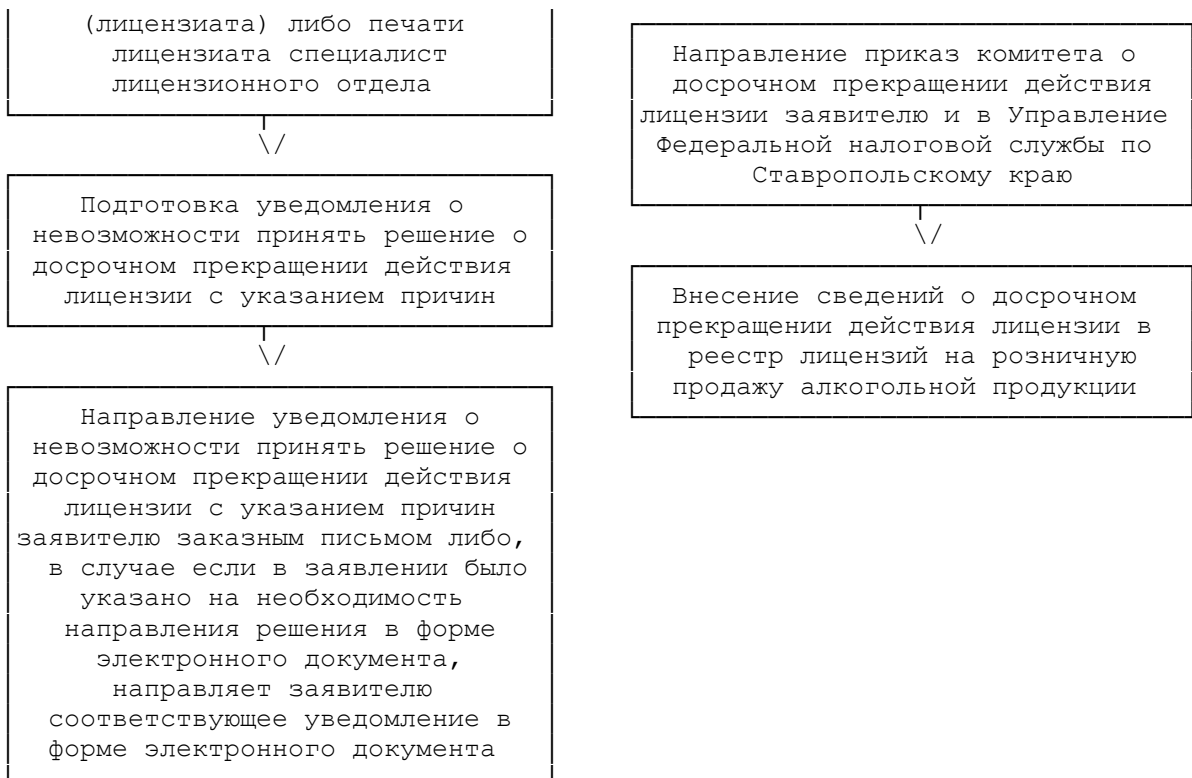 (лицензиата) либо печати
лицензиата специалист
лицензионного отдела
\/
Подготовка уведомления о
невозможности принять решение о
досрочном прекращении действия
лицензии с указанием причин
\/
Направление уведомления о
невозможности принять решение о
досрочном прекращении действия
лицензии с указанием причин
заявителю заказным письмом либо,
в случае если в заявлении было
указано на необходимость
направления решения в форме
электронного документа,
направляет заявителю
соответствующее уведомление в
форме электронного документа
Направление приказ комитета о
досрочном прекращении действия
лицензии заявителю и в Управление
Федеральной налоговой службы по
Ставропольскому краю
\/
Внесение сведений о досрочном
прекращении действия лицензии в
реестр лицензий на розничную
продажу алкогольной продукции